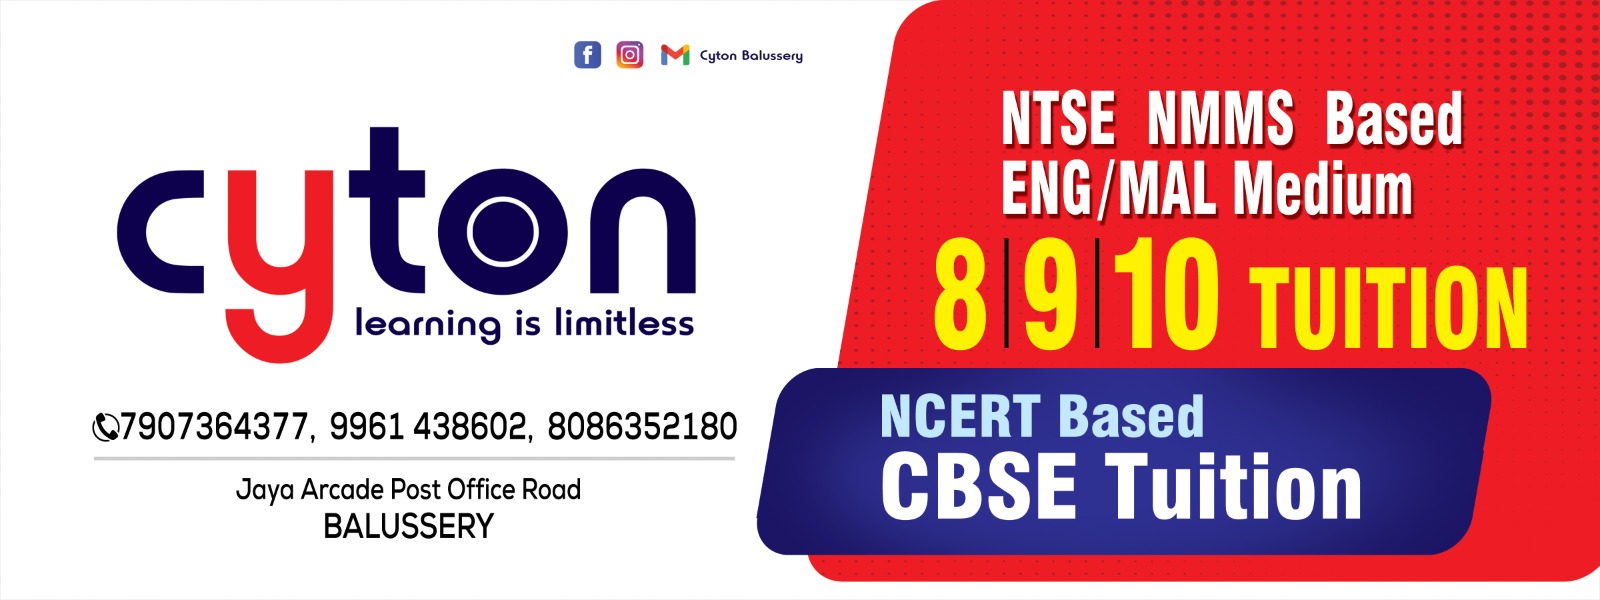 Cyton Balussery
cyton
learning is limitless
7907364377, 9961 438602, 8086352180
Jaya Arcade Post Office Road
BALUSSERY
NTSE NMMS Based
ENG/MAL Medium
8|9|10 TUITION
NCERT Based
CBSE Tuition